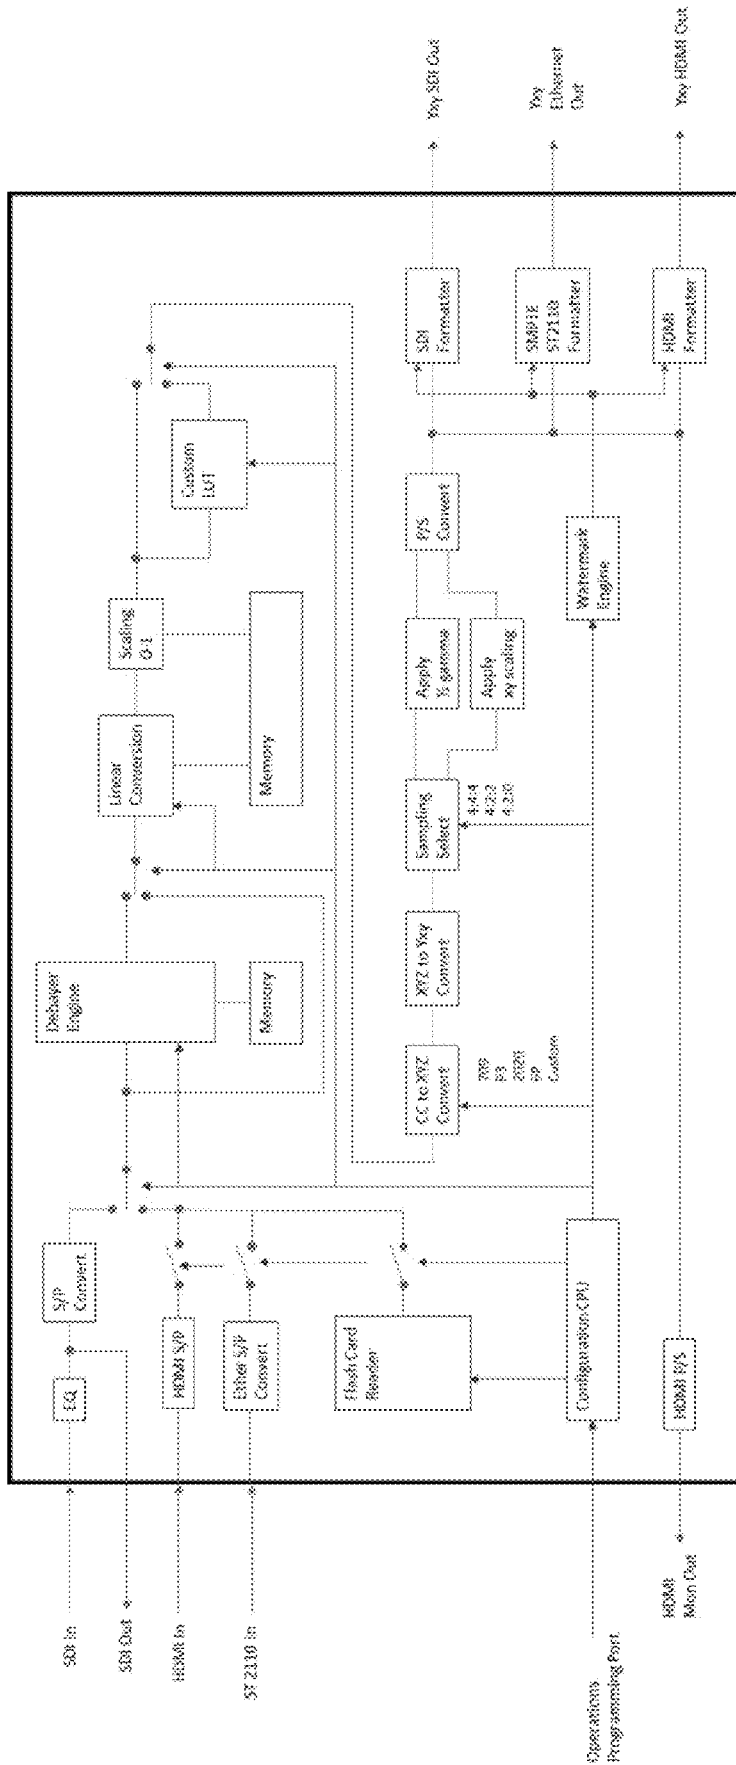 SDI In
SDI Out
HDMI In
ST 2110 In
Operations
Programming Port
HDMI
Mon Out
EQ
S/P
Convert
HDMI S/P
Ether S/P
Convert
Flash Card
Reader
Configuration CPU
HDMI P/S
Debayer
Engine
Memory
Linear
Conversion
Scaling
0-1
Memory
Custom
LUT
CC to XYZ
Convert
709
P3
2020
Custom
XYZ to Yxy
Convert
Sampling
Select
4:4:4
4:2:2
4:2:0
Apply
½ gamma
Apply
xy scaling
P/S
Convert
Watermark
Engine
SDI
Formatter
SMPTE
ST2110
Formatter
HDMI
Formatter
Yxy SDI Out
Yxy
Ethernet
Out
Yxy HDMI Out